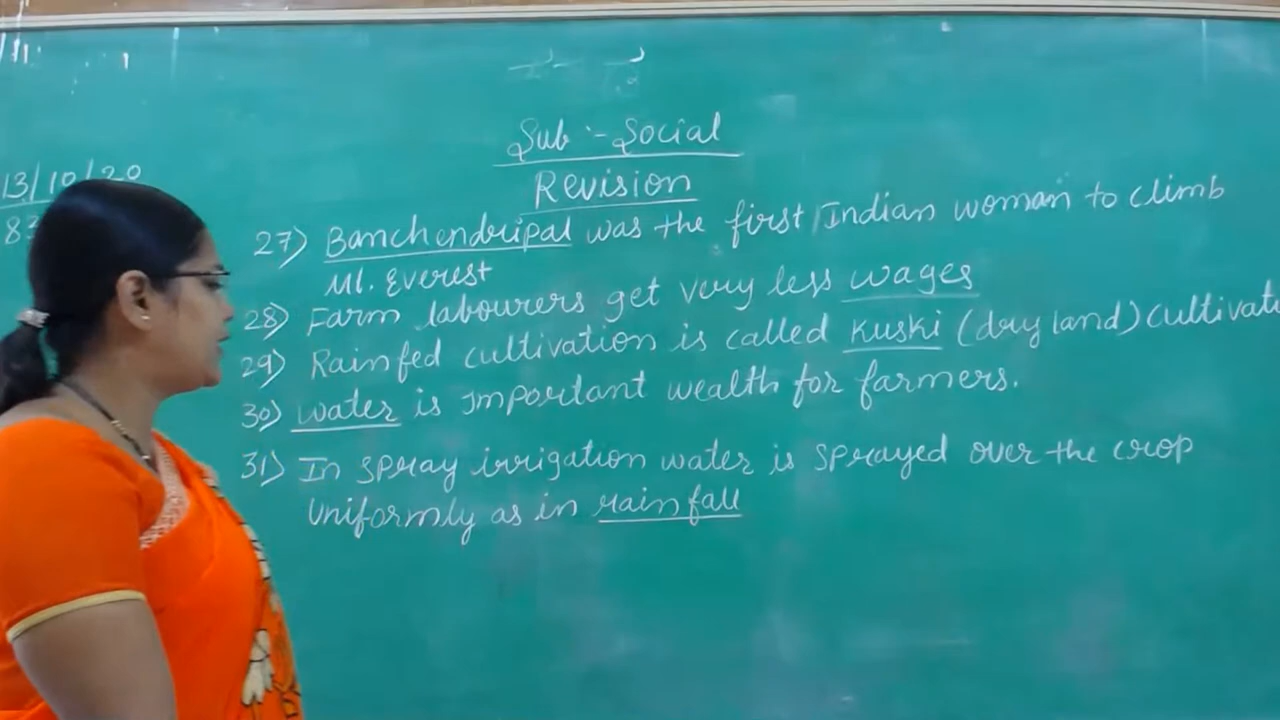 13/10/20
Sub :- Social
Revision
27) Banchendripal was the first Indian woman to climb
Mt. Everest
28) Farm labourers get very less wages
29) Rainfed cultivation is called Kuski (dry land) cultivat
30) water is important wealth for farmers.
31) In spray irrigation water is sprayed over the crop
uniformly as in rainfall